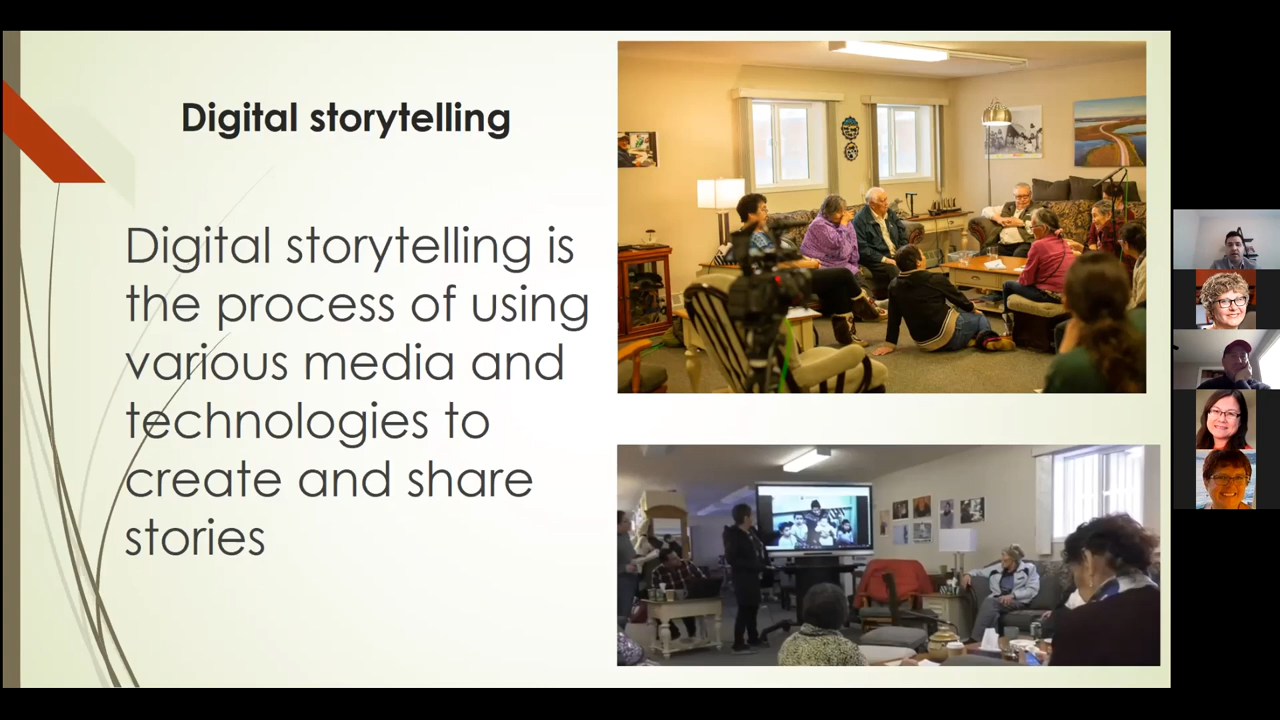 Digital storytelling
Digital storytelling is
the process of using
various media and
technologies to
create and share
stories